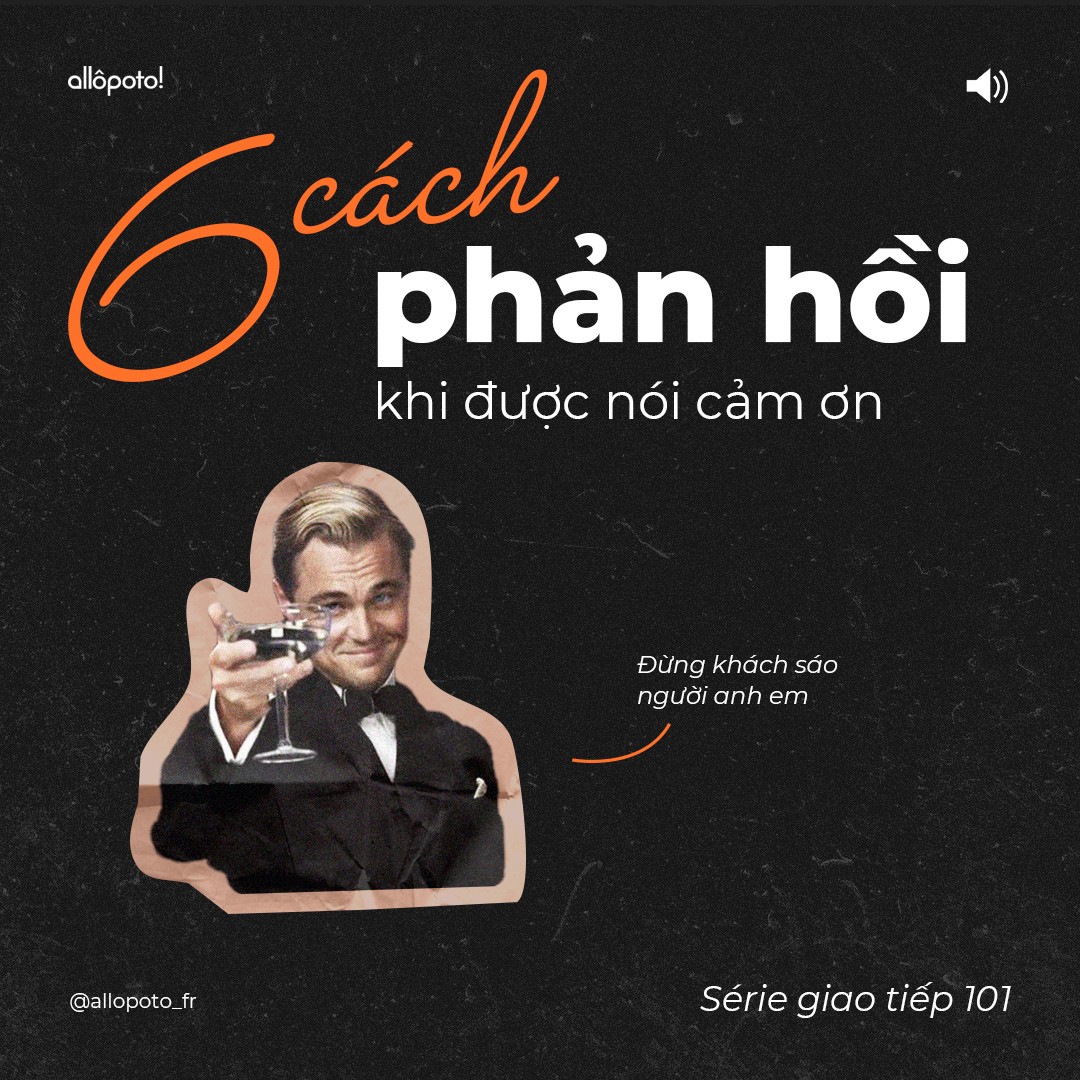 allôpoto!
6 cách
phản hồi
khi được nói cảm ơn
Đừng khách sáo
người anh em
@allopoto_fr
Série giao tiếp 101